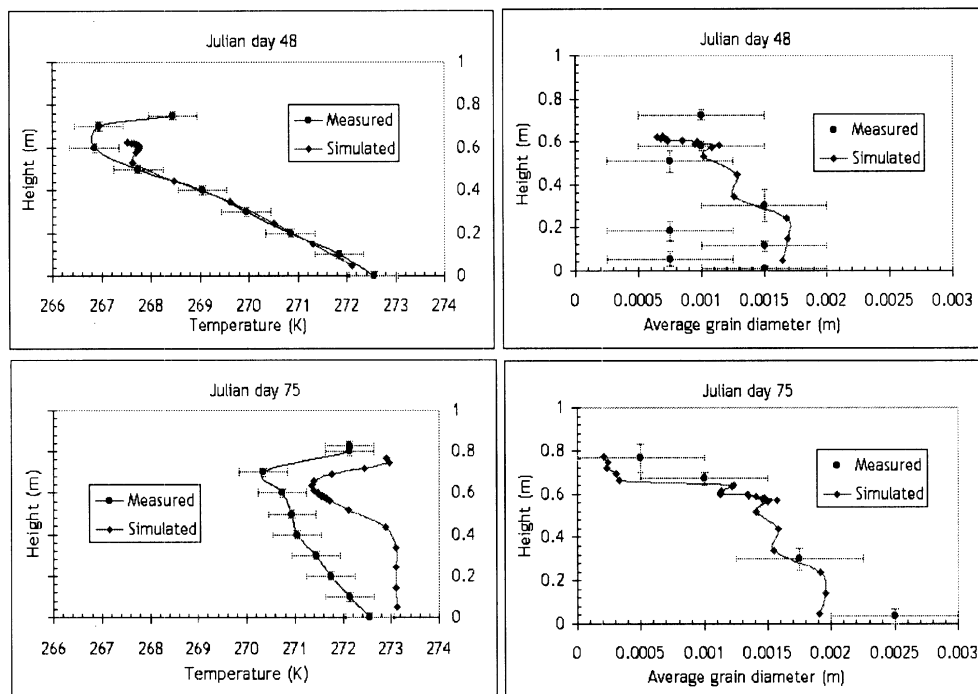 Julian day 48
1
0.8
0.6
0.4
0.2
0
Height (m)
Measured
Simulated
266 267 268 269 270 271 272 273 274
Temperature (K)
Julian day 48
1
0.8
0.6
0.4
0.2
0
Height (m)
Measured
Simulated
0 0.0005 0.001 0.0015 0.002 0.0025 0.003
Average grain diameter (m)
Julian day 75
1
0.8
0.6
0.4
0.2
0
Height (m)
Measured
Simulated
266 267 268 269 270 271 272 273 274
Temperature (K)
Julian day 75
1
0.8
0.6
0.4
0.2
0
Height (m)
Measured
Simulated
0 0.0005 0.001 0.0015 0.002 0.0025 0.003
Average grain diameter (m)